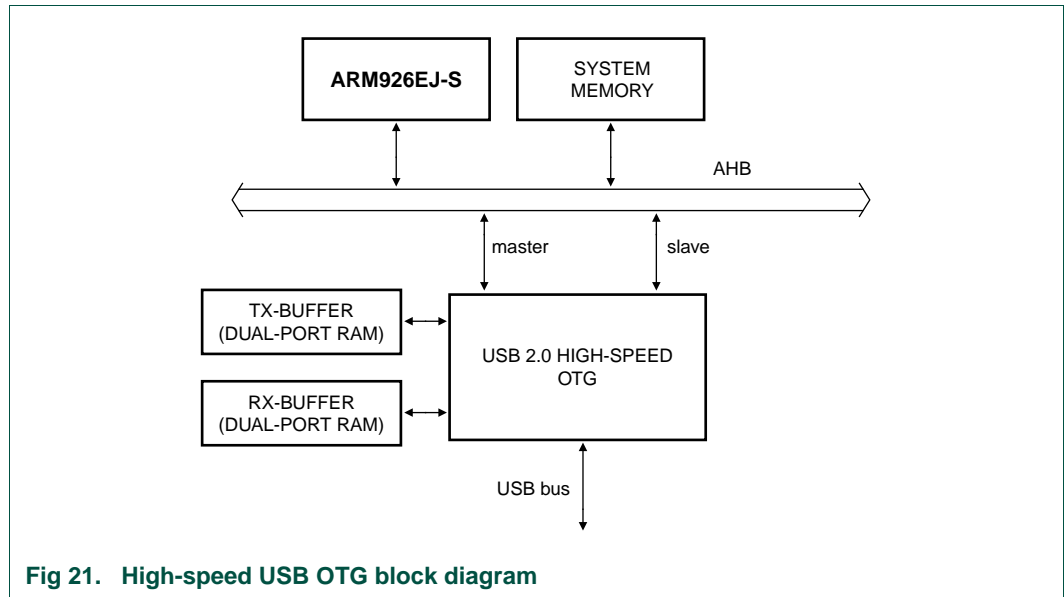 ARM926EJ-S
SYSTEM
MEMORY
AHB
master
slave
TX-BUFFER
(DUAL-PORT RAM)
USB 2.0 HIGH-SPEED
OTG
RX-BUFFER
(DUAL-PORT RAM)
USB bus
Fig 21. High-speed USB OTG block diagram